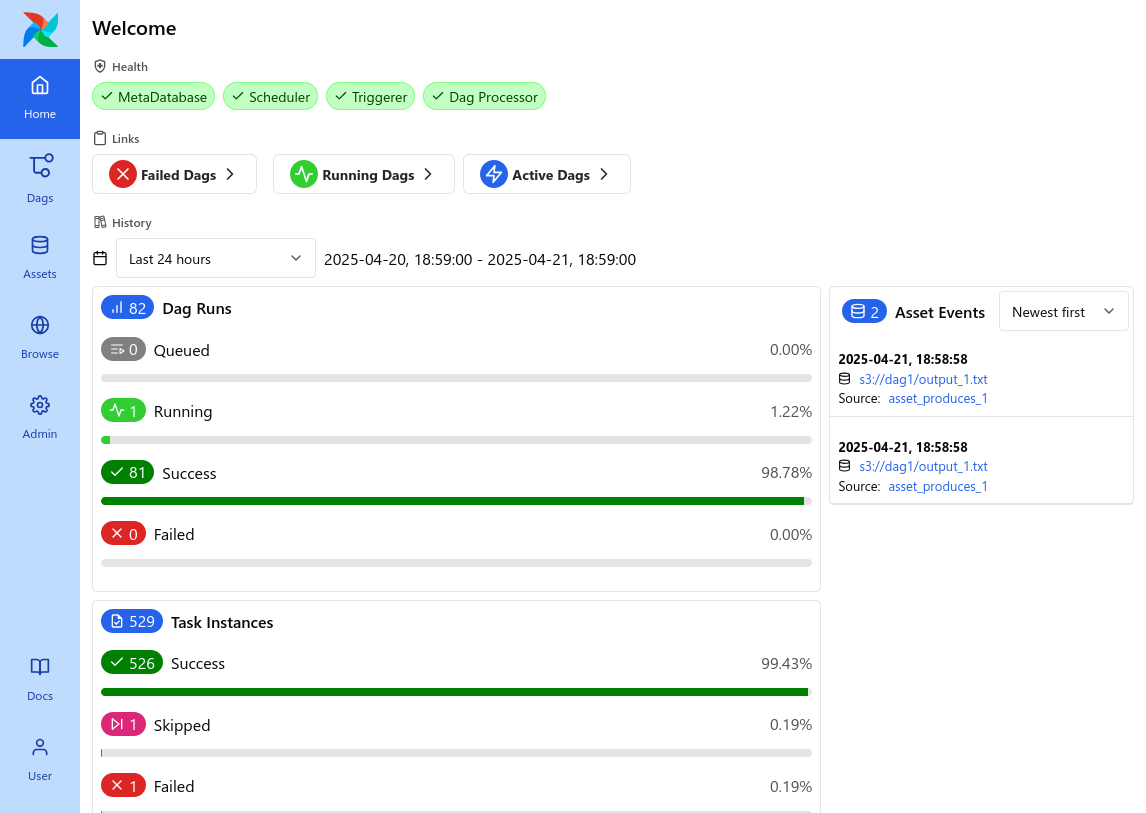 Welcome
Health
MetaDatabase Scheduler Triggerer Dag Processor
Home
Links
Failed Dags Running Dags Active Dags
Dags
History
Last 24 hours 2025-04-20, 18:59:00 - 2025-04-21, 18:59:00
Assets
82 Dag Runs
Queued 0 0.00%
Running 1 1.22%
81 Success 98.78%
0 Failed 0.00%
2 Asset Events Newest first
2025-04-21, 18:58:58
s3://dag1/output_1.txt
Source: asset_produces_1
2025-04-21, 18:58:58
s3://dag1/output_1.txt
Source: asset_produces_1
Browse
Admin
529 Task Instances
526 Success 99.43%
1 Skipped 0.19%
1 Failed 0.19%
Docs
User